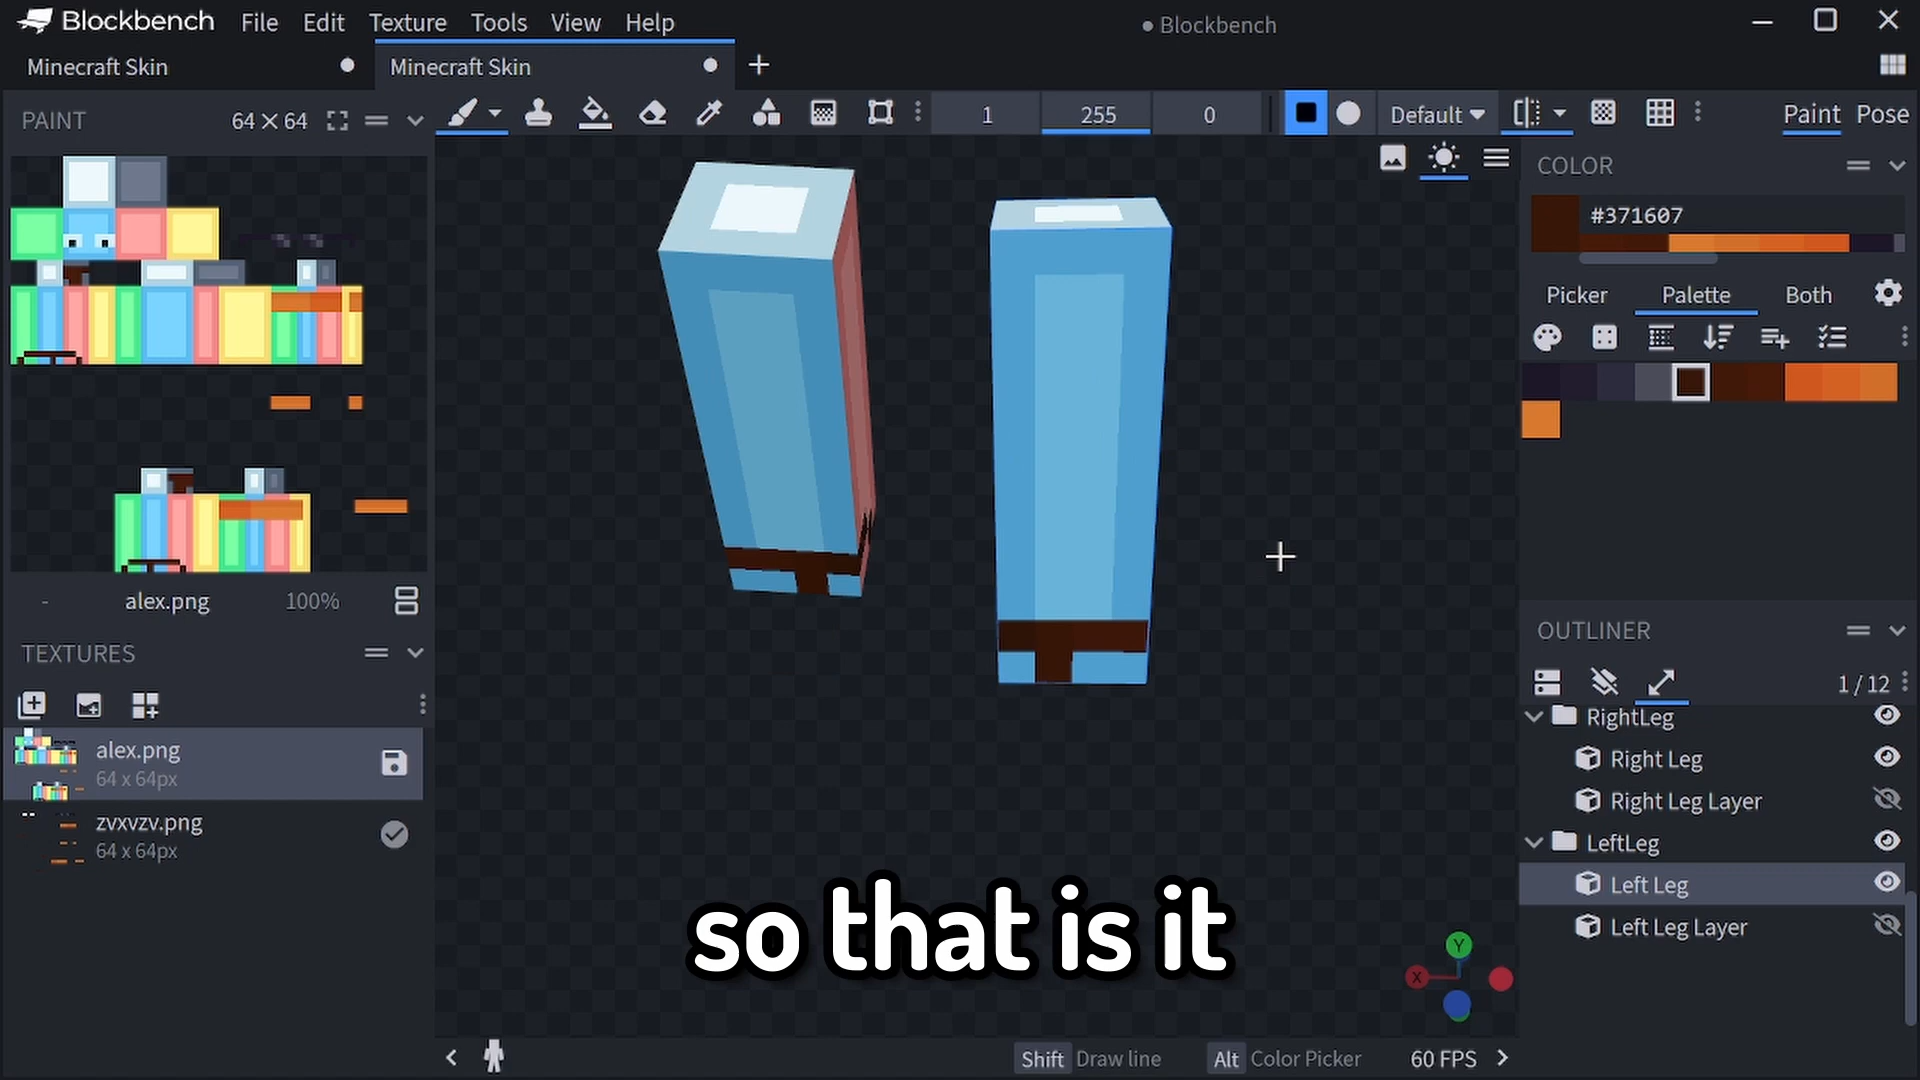 Blockbench File Edit Texture Tools View Help
Blockbench
Minecraft Skin
Minecraft Skin
PAINT 64 × 64
1 255 0 Default
Paint Pose
COLOR
#371607
Picker Palette Both
- alex.png 100%
TEXTURES
alex.png
64 x 64px
zvxvzv.png
64 x 64px
OUTLINER
1 / 12
RightLeg
Right Leg
Right Leg Layer
LeftLeg
Left Leg
Left Leg Layer
so that is it
Y
X
Shift Draw line Alt Color Picker 60 FPS